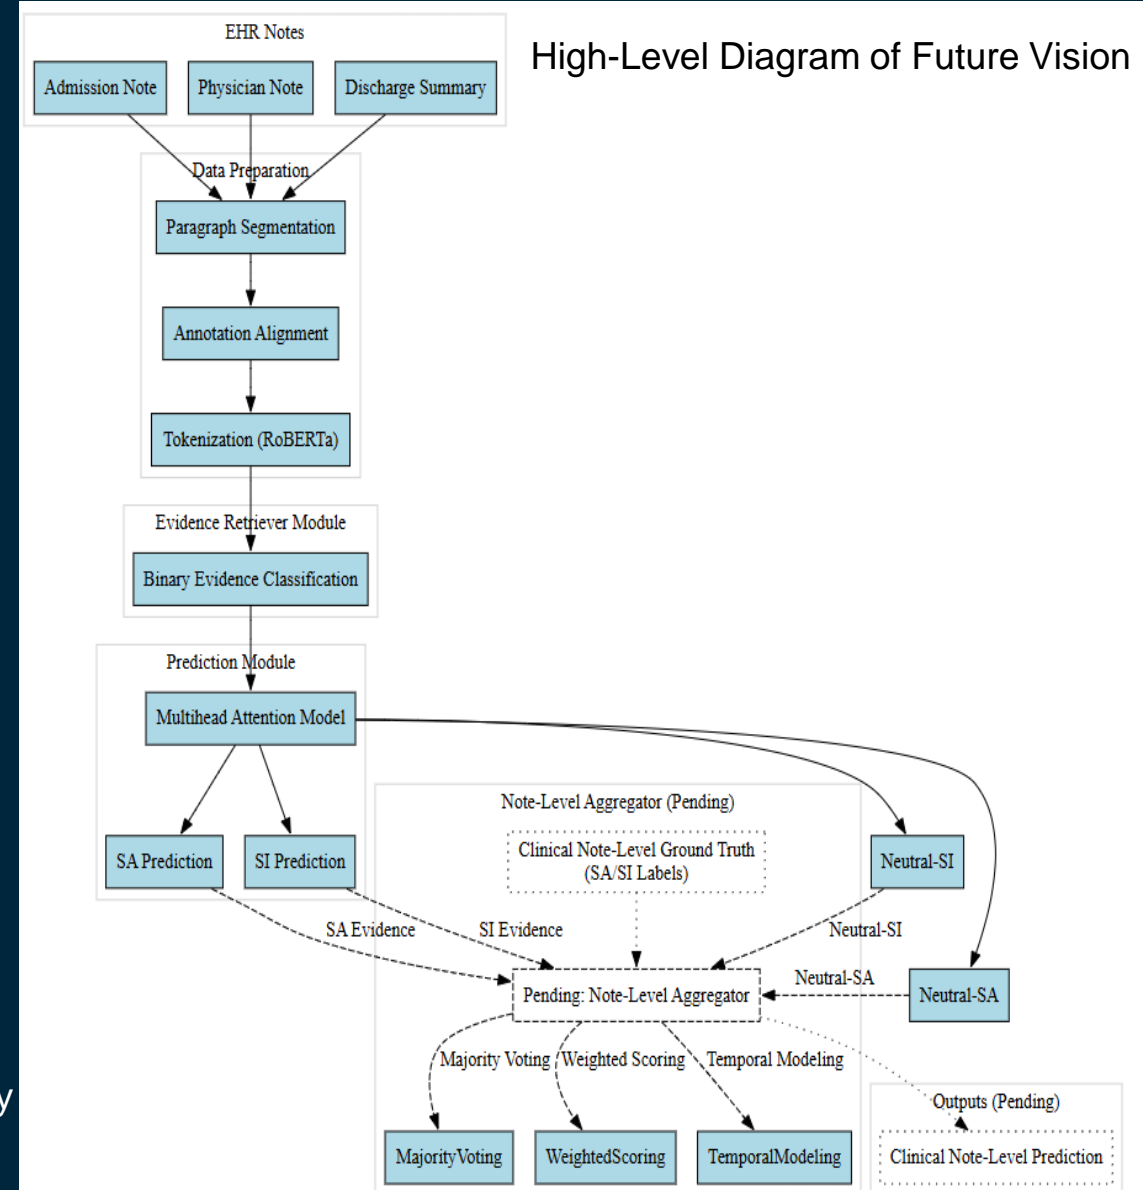 High-Level Diagram of Future Vision
EHR Notes
Admission Note
Physician Note
Discharge Summary
Data Preparation
Paragraph Segmentation
Annotation Alignment
Tokenization (RoBERTa)
Evidence Retriever Module
Binary Evidence Classification
Prediction Module
Multihead Attention Model
SA Prediction
SI Prediction
Note-Level Aggregator (Pending)
Clinical Note-Level Ground Truth
(SA/SI Labels)
Neutral-SI
SA Evidence
SI Evidence
Neutral-SI
Neutral-SA
Neutral-SA
Pending: Note-Level Aggregator
Majority Voting
Weighted Scoring
Temporal Modeling
MajorityVoting
WeightedScoring
TemporalModeling
Outputs (Pending)
Clinical Note-Level Prediction
y